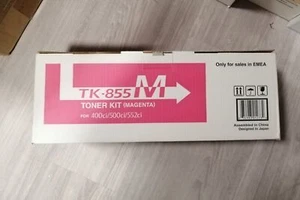 Only for sales in EMEA
TK-855 M
TONER KIT (MAGENTA)
FOR 400ci/500ci/552ci
Assembled in China
Designed in Japan